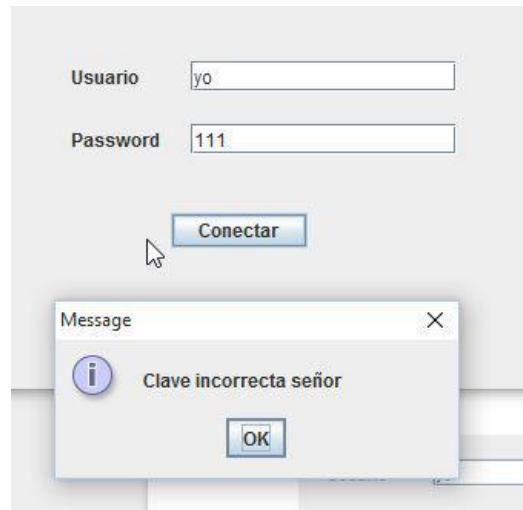 Usuario yo
Password 111
Conectar
Message
Clave incorrecta señor
OK